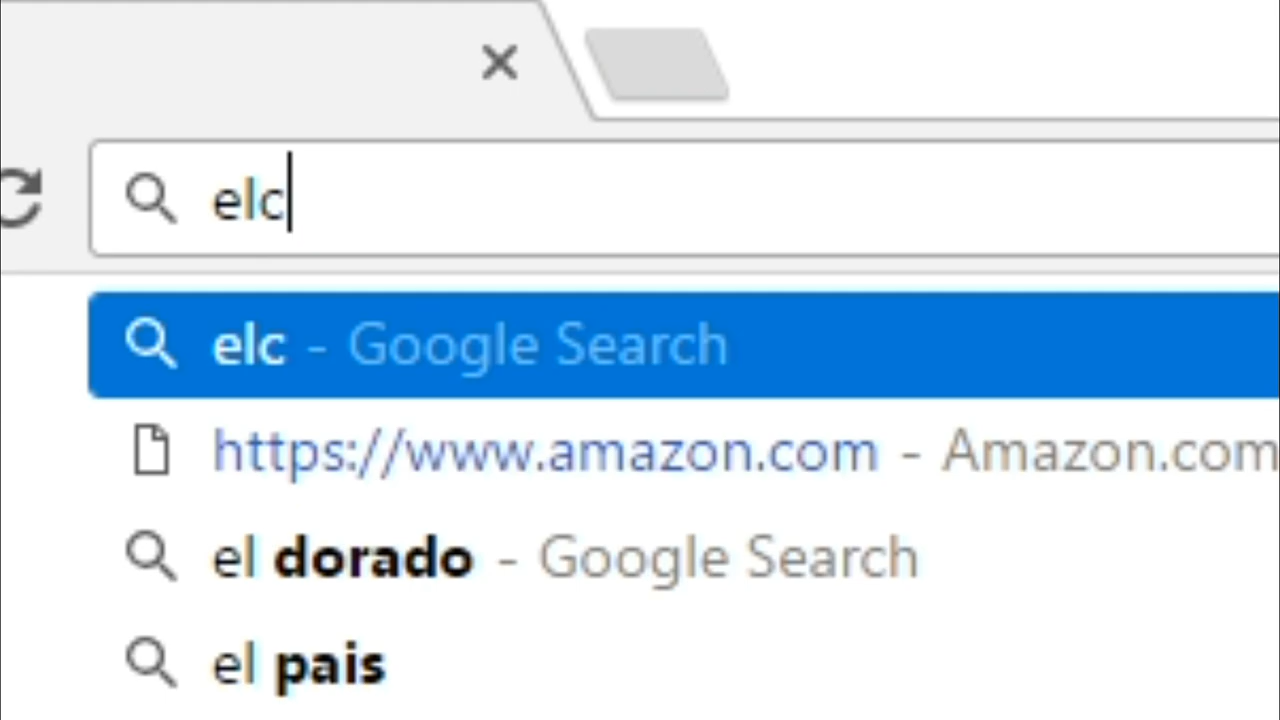 elc
elc - Google Search
https://www.amazon.com - Amazon.com
el dorado - Google Search
el pais